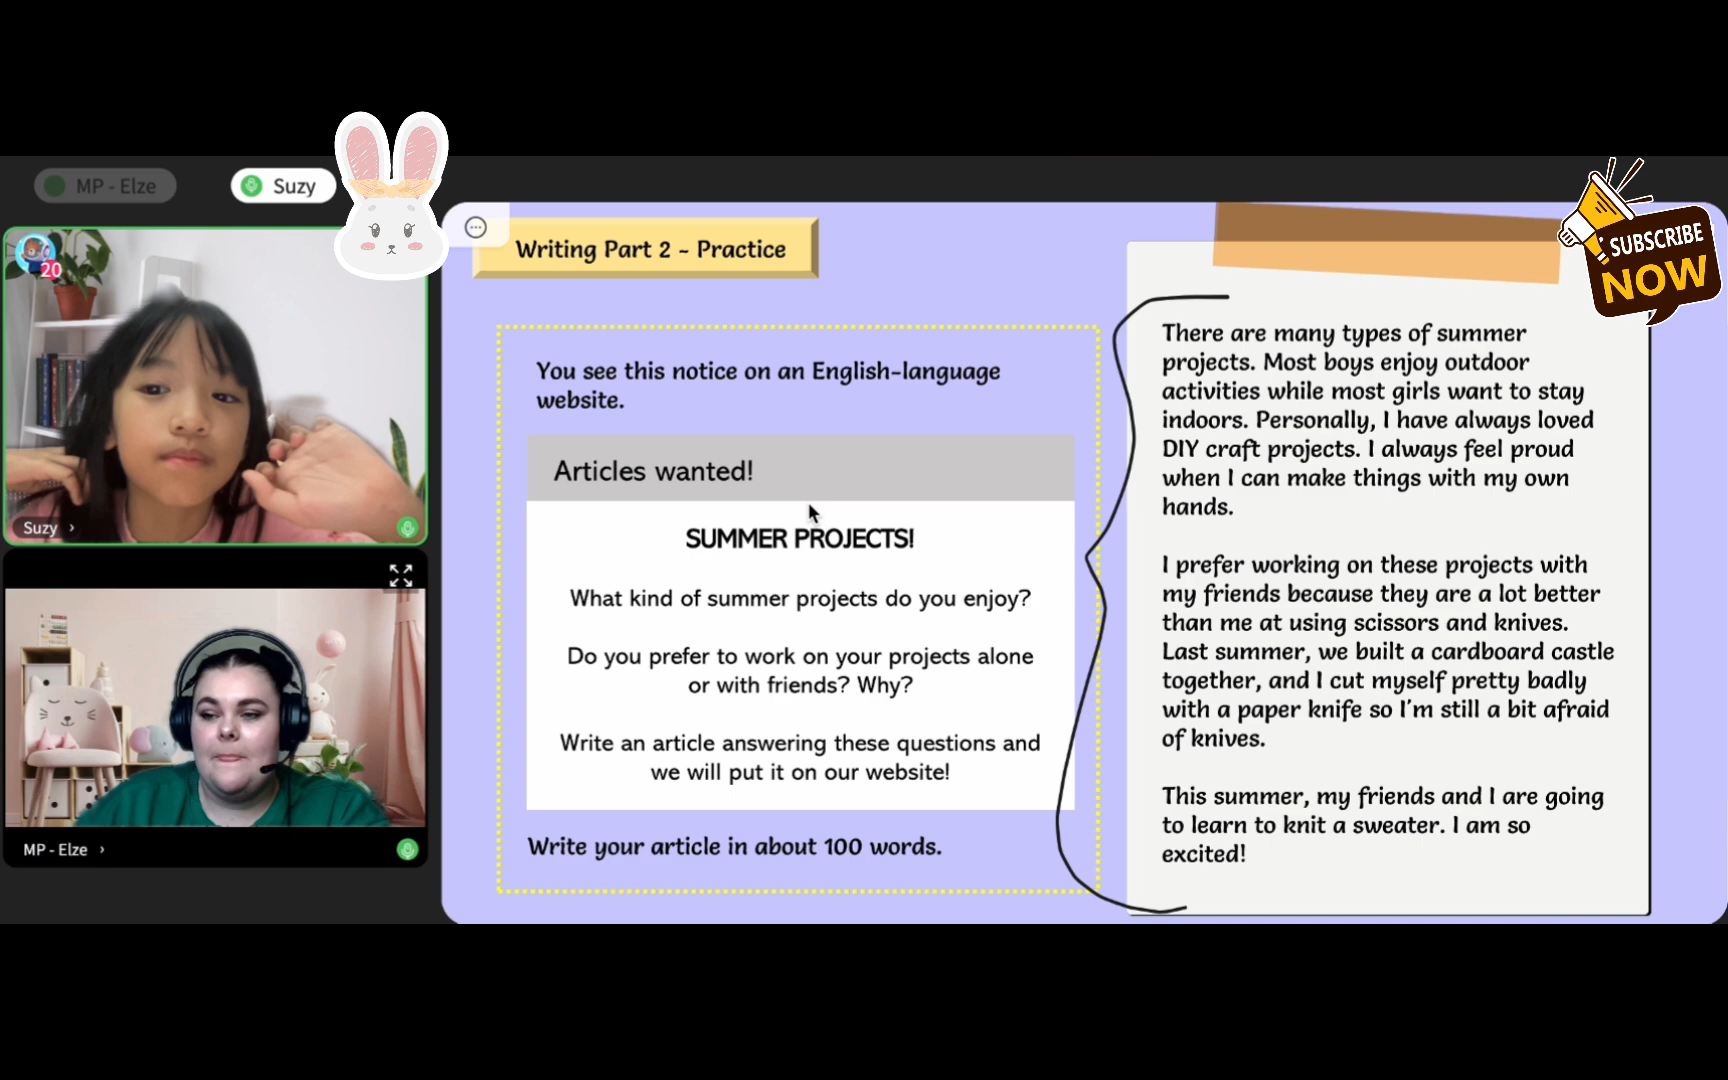 MP - Elze
Suzy
20
Suzy
MP - Elze
Writing Part 2 ~ Practice
You see this notice on an English-language
website.
Articles wanted!
SUMMER PROJECTS!
What kind of summer projects do you enjoy?
Do you prefer to work on your projects alone
or with friends? Why?
Write an article answering these questions and
we will put it on our website!
Write your article in about 100 words.
There are many types of summer
projects. Most boys enjoy outdoor
activities while most girls want to stay
indoors. Personally, I have always loved
DIY craft projects. I always feel proud
when I can make things with my own
hands.
I prefer working on these projects with
my friends because they are a lot better
than me at using scissors and knives.
Last summer, we built a cardboard castle
together, and I cut myself pretty badly
with a paper knife so I'm still a bit afraid
of knives.
This summer, my friends and I are going
to learn to knit a sweater. I am so
excited!
SUBSCRIBE
NOW